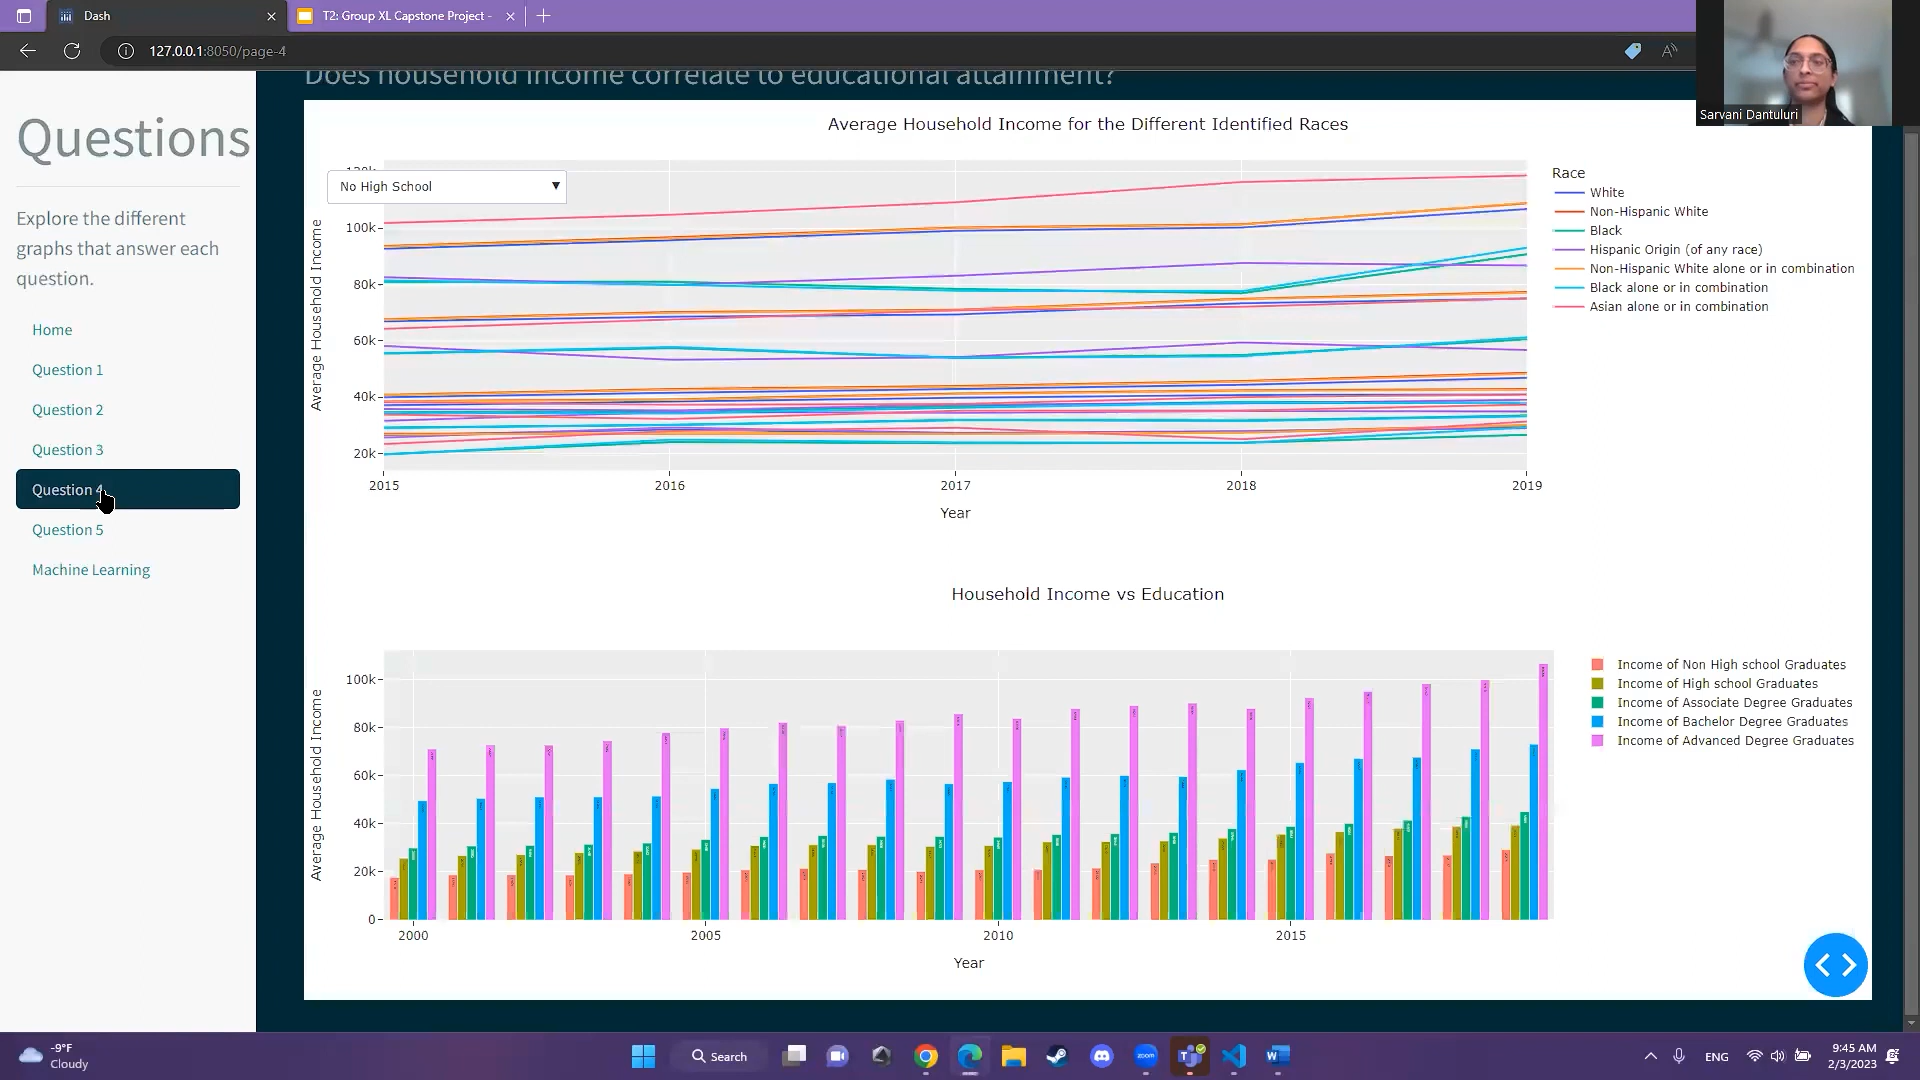 Dash
T2: Group XL Capstone Project -
127.0.0.1:8050/page-4
Sarvani Dantuluri
Questions
Explore the different
graphs that answer each
question.
Home
Question 1
Question 2
Question 3
Question 4
Question 5
Machine Learning
Does household income correlate to educational attainment?
Average Household Income for the Different Identified Races
No High School
120k
100k
80k
60k
40k
20k
Average Household Income
2015 2016 2017 2018 2019
Year
Race
White
Non-Hispanic White
Black
Hispanic Origin (of any race)
Non-Hispanic White alone or in combination
Black alone or in combination
Asian alone or in combination
Household Income vs Education
100k
80k
60k
40k
20k
0
Average Household Income
2000 2005 2010 2015
Year
Income of Non High school Graduates
Income of High school Graduates
Income of Associate Degree Graduates
Income of Bachelor Degree Graduates
Income of Advanced Degree Graduates
-9°F
Cloudy
Search
zoom
ENG
9:45 AM
2/3/2023